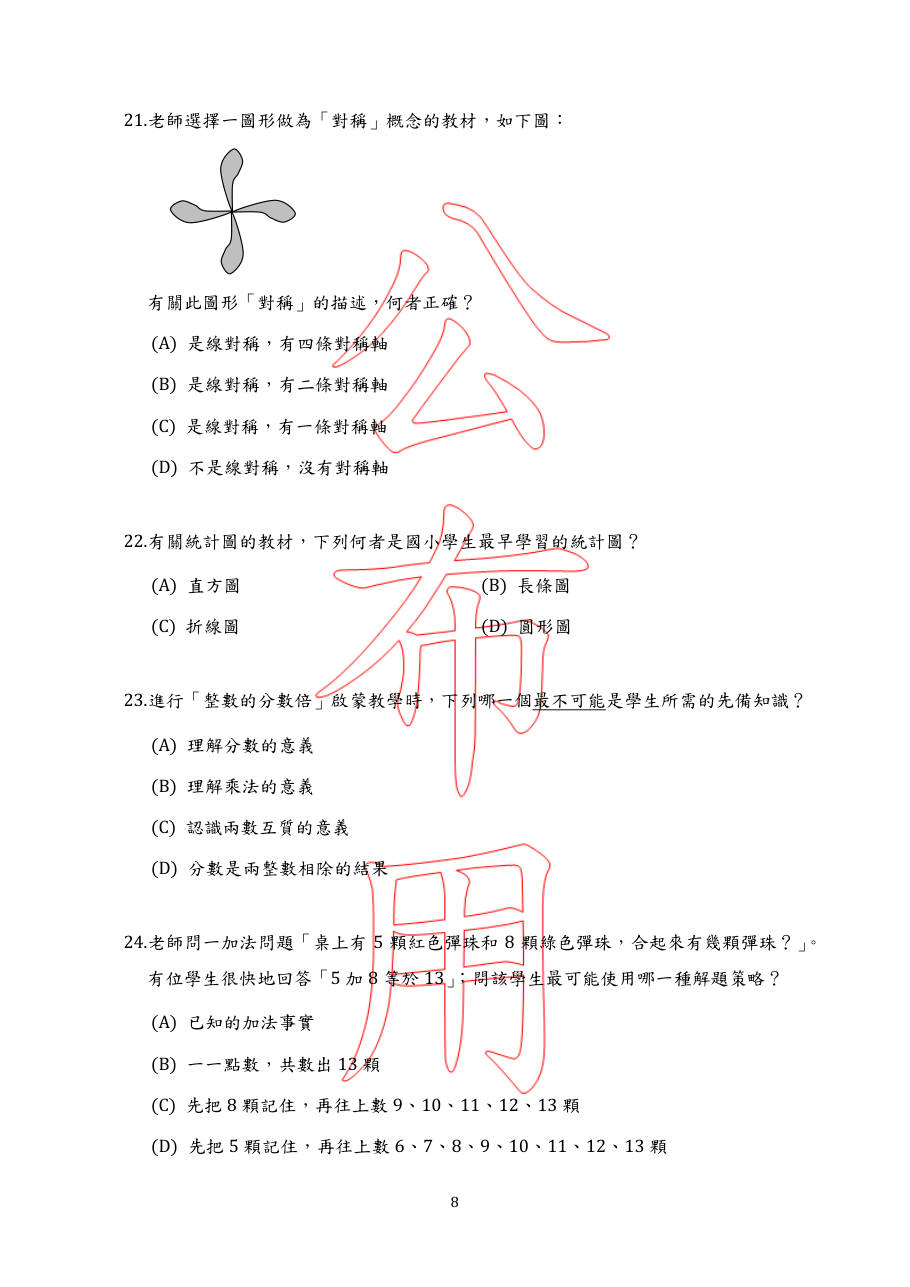 21.老師選擇一圖形做為「對稱」概念的教材，如下圖：
有關此圖形「對稱」的描述，何者正確？
(A) 是線對稱，有四條對稱軸
(B) 是線對稱，有二條對稱軸
(C) 是線對稱，有一條對稱軸
(D) 不是線對稱，沒有對稱軸
22.有關統計圖的教材，下列何者是國小學生最早學習的統計圖？
(A) 直方圖 (B) 長條圖
(C) 折線圖 (D) 圓形圖
23.進行「整數的分數倍」啟蒙教學時，下列哪一個最不可能是學生所需的先備知識？
(A) 理解分數的意義
(B) 理解乘法的意義
(C) 認識兩數互質的意義
(D) 分數是兩整數相除的結果
24.老師問一加法問題「桌上有 5 顆紅色彈珠和 8 顆綠色彈珠，合起來有幾顆彈珠？」。
有位學生很快地回答「5 加 8 等於 13」；問該學生最可能使用哪一種解題策略？
(A) 已知的加法事實
(B) 一一點數，共數出 13 顆
(C) 先把 8 顆記住，再往上數 9、10、11、12、13 顆
(D) 先把 5 顆記住，再往上數 6、7、8、9、10、11、12、13 顆
8
公布用